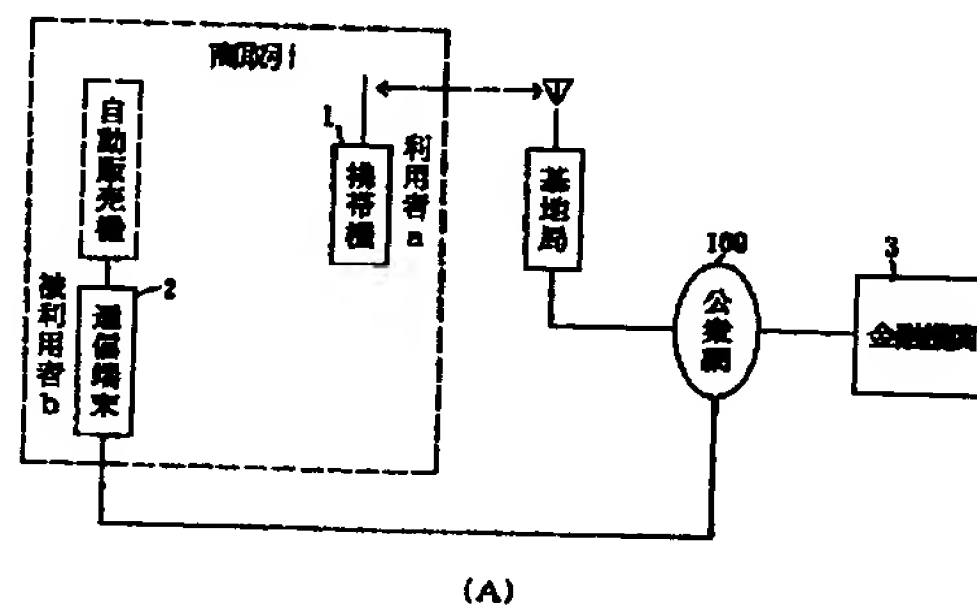 商取引
自動販売機
1
携帯機
利用者a
基地局
100
公衆網
3
金融機関
2
通信端末
被利用者b
(A)